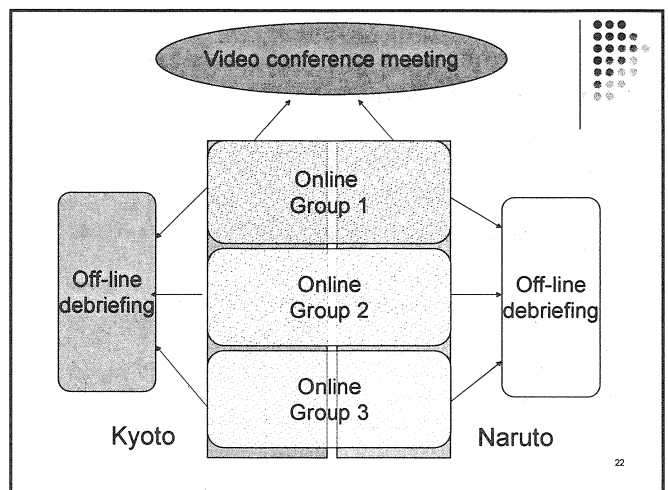 Video conference meeting
Online
Group 1
Off-line
debriefing
Online
Group 2
Off-line
debriefing
Online
Group 3
Kyoto
Naruto
22